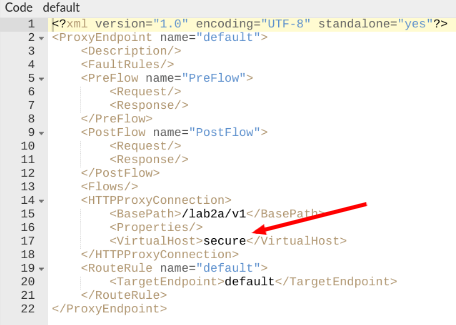 Code default
1 <?xml version="1.0" encoding="UTF-8" standalone="yes"?>
2 <ProxyEndpoint name="default">
3 <Description/>
4 <FaultRules/>
5 <PreFlow name="PreFlow">
6 <Request/>
7 <Response/>
8 </PreFlow>
9 <PostFlow name="PostFlow">
10 <Request/>
11 <Response/>
12 </PostFlow>
13 <Flows/>
14 <HTTPProxyConnection>
15 <BasePath>/lab2a/v1</BasePath>
16 <Properties/>
17 <VirtualHost>secure</VirtualHost>
18 </HTTPProxyConnection>
19 <RouteRule name="default">
20 <TargetEndpoint>default</TargetEndpoint>
21 </RouteRule>
22 </ProxyEndpoint>